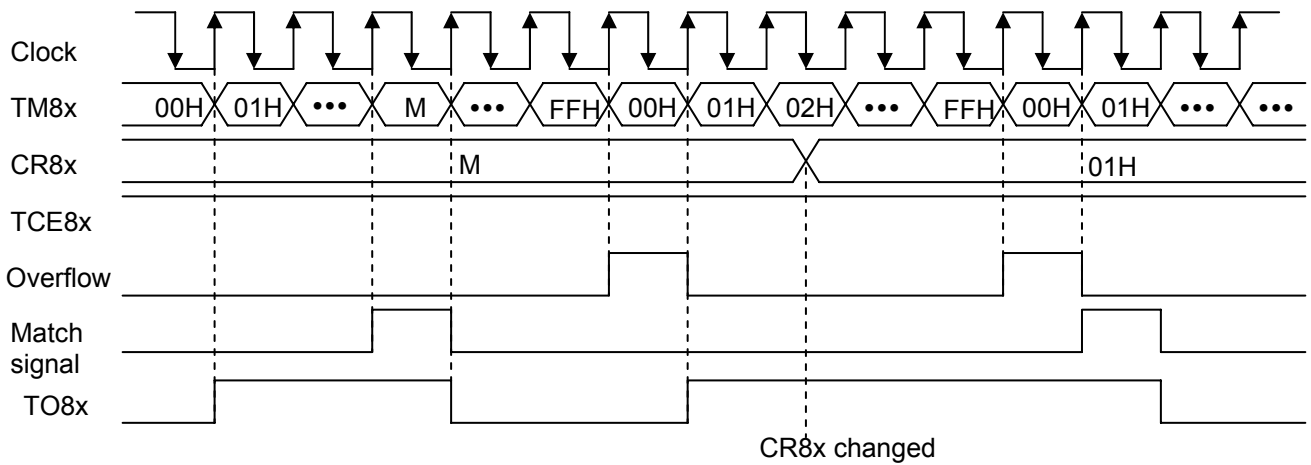 Clock
TM8x 00H 01H ••• M ••• FFH 00H 01H 02H ••• FFH 00H 01H ••• •••
CR8x M 01H
TCE8x
Overflow
Match
signal
TO8x
CR8x changed